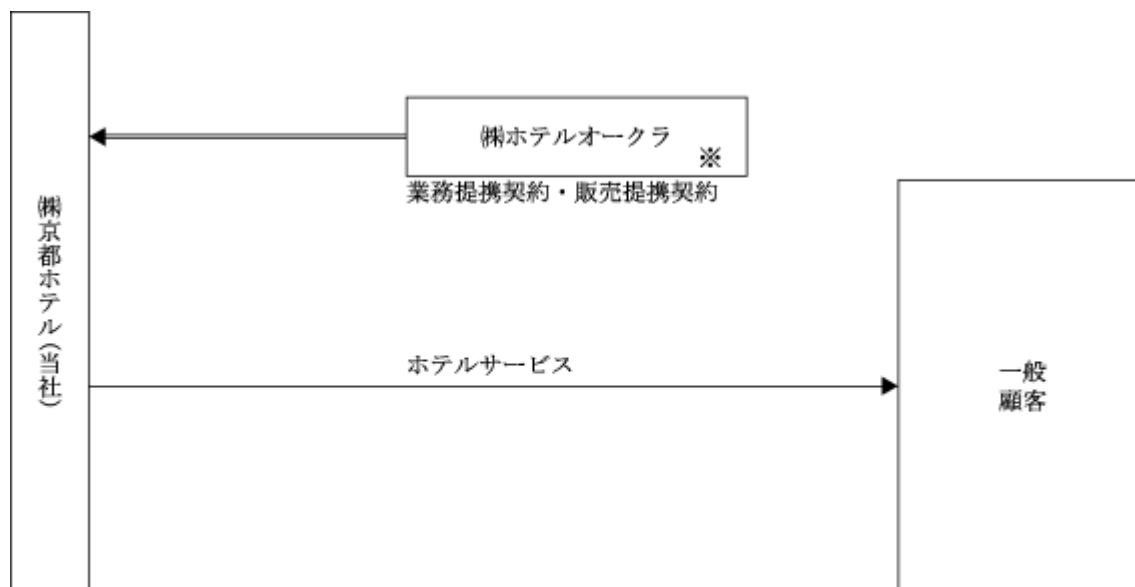 ㈱ホテルオークラ
※
業務提携契約・販売提携契約
㈱京都ホテル(当社)
ホテルサービス
一般
顧客